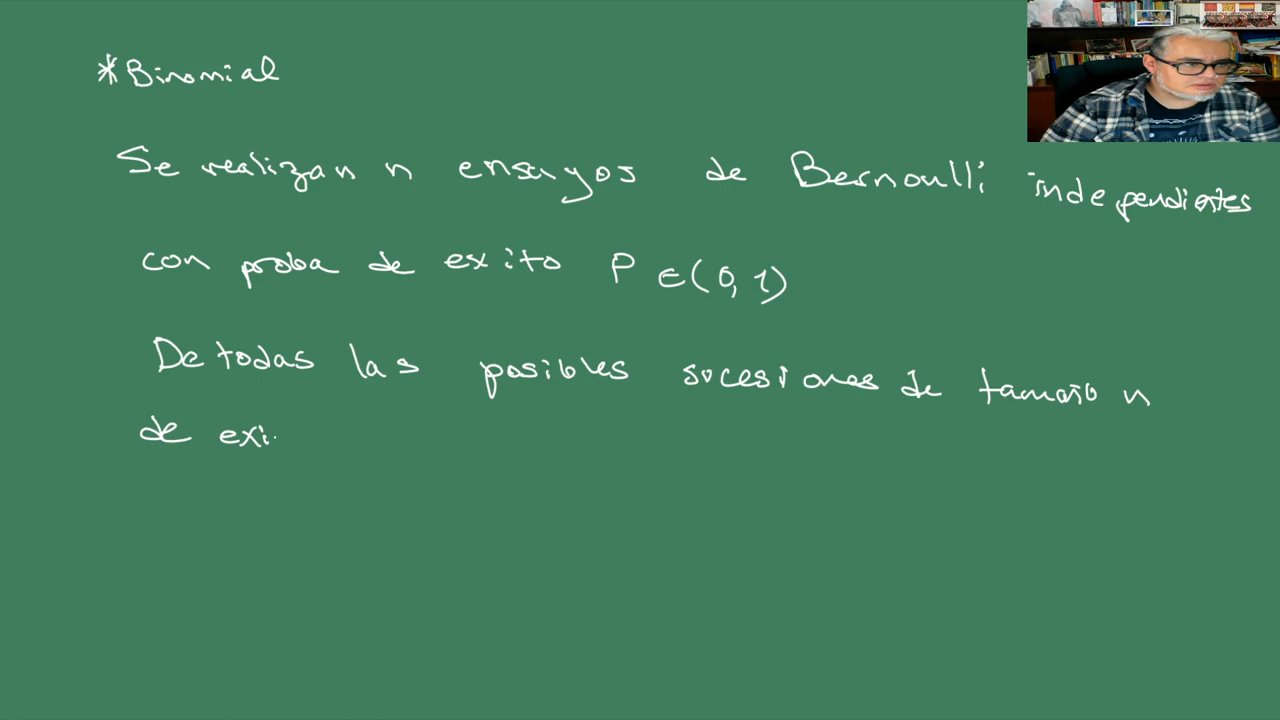 *Binomial
Se realizan n ensayos de Bernoulli independientes
con proba de exito P ∈ (0, 1)
De todas las posibles sucesiones de tamaño n
de exi